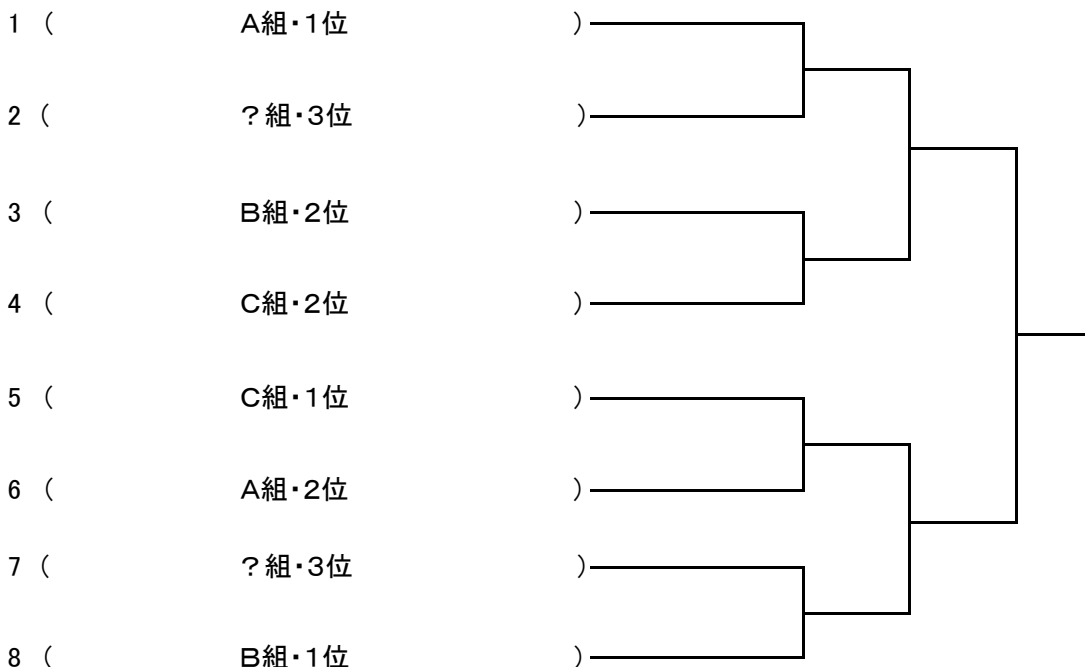 1 （ A組・1位 ）
2 （ ？組・3位 ）
3 （ B組・2位 ）
4 （ C組・2位 ）
5 （ C組・1位 ）
6 （ A組・2位 ）
7 （ ？組・3位 ）
8 （ B組・1位 ）